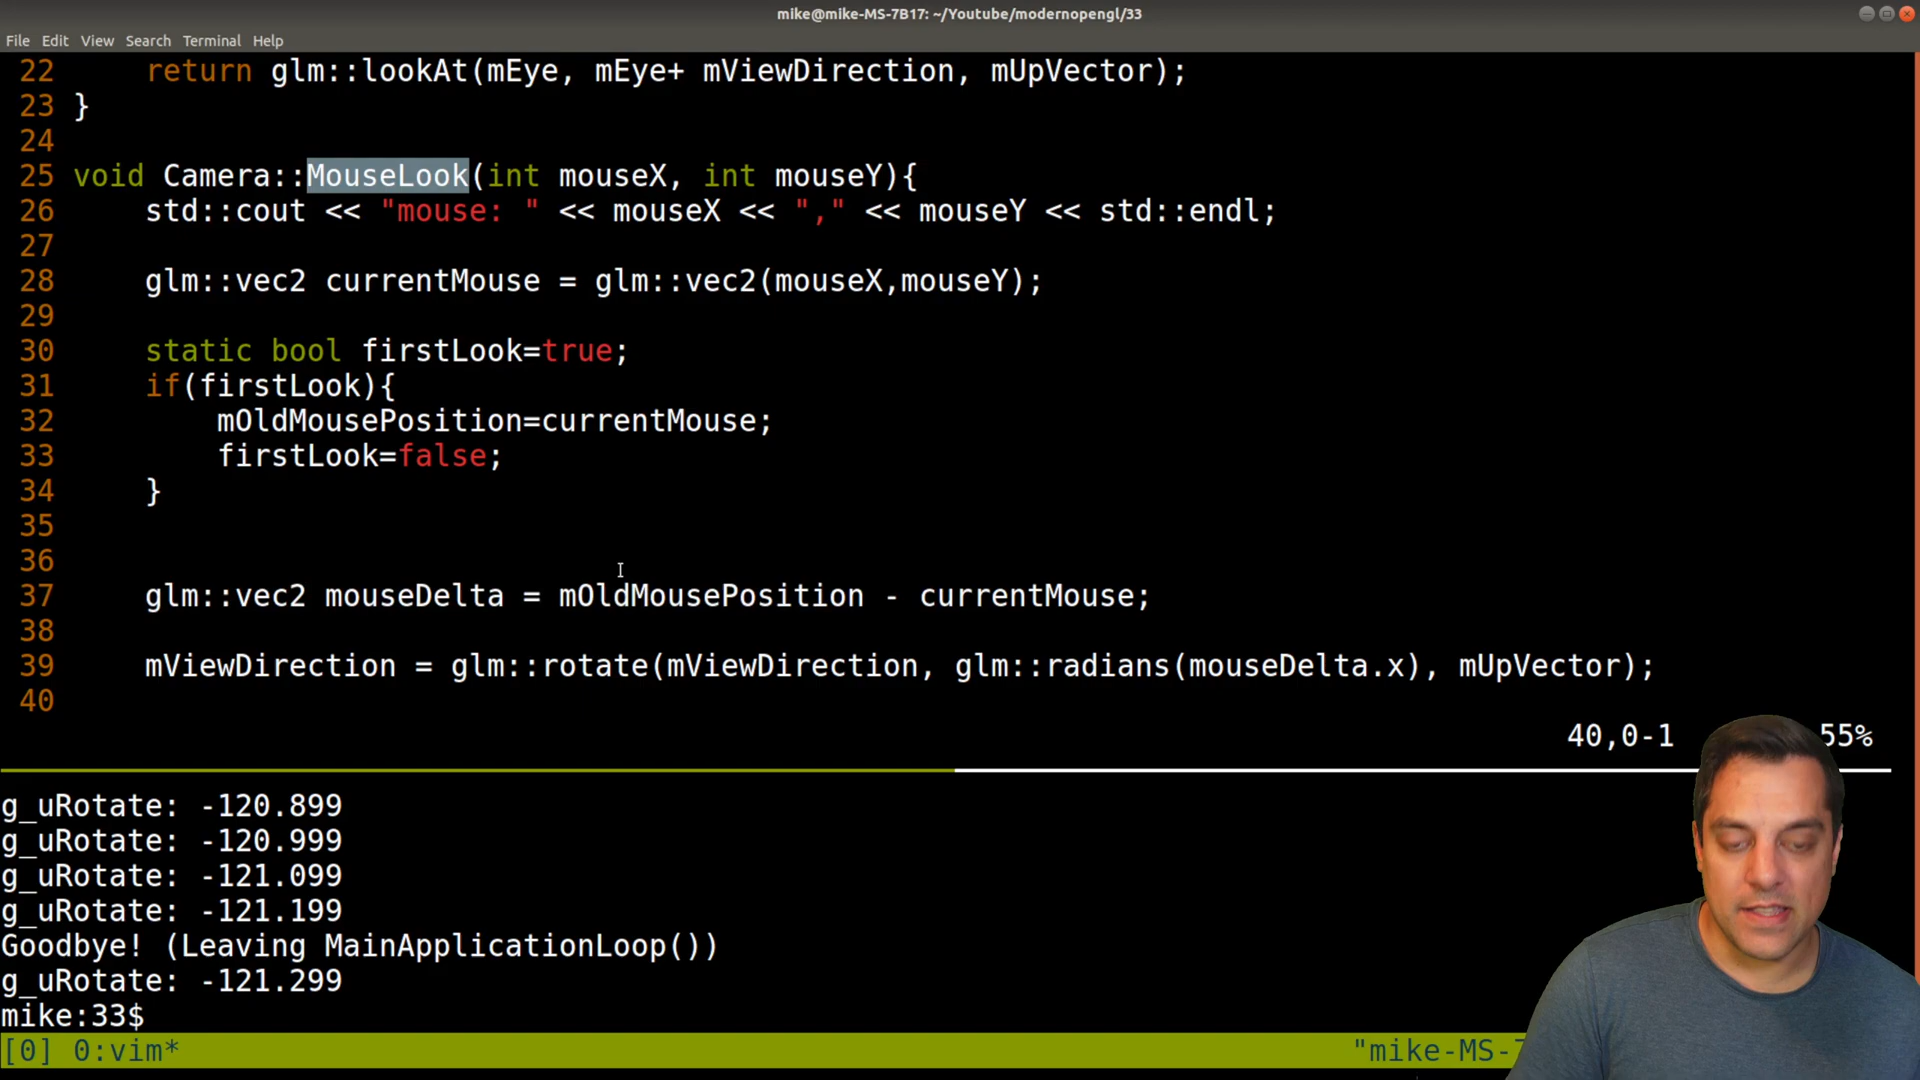 mike@mike-MS-7B17: ~/Youtube/modernopengl/33
File Edit View Search Terminal Help
22 return glm::lookAt(mEye, mEye+ mViewDirection, mUpVector);
23 }
24
25 void Camera::MouseLook(int mouseX, int mouseY){
26 std::cout << "mouse: " << mouseX << "," << mouseY << std::endl;
27
28 glm::vec2 currentMouse = glm::vec2(mouseX,mouseY);
29
30 static bool firstLook=true;
31 if(firstLook){
32 mOldMousePosition=currentMouse;
33 firstLook=false;
34 }
35
36
37 glm::vec2 mouseDelta = mOldMousePosition - currentMouse;
38
39 mViewDirection = glm::rotate(mViewDirection, glm::radians(mouseDelta.x), mUpVector);
40
40,0-1 55%
g_uRotate: -120.899
g_uRotate: -120.999
g_uRotate: -121.099
g_uRotate: -121.199
Goodbye! (Leaving MainApplicationLoop())
g_uRotate: -121.299
mike:33$
[0] 0:vim* "mike-MS-7